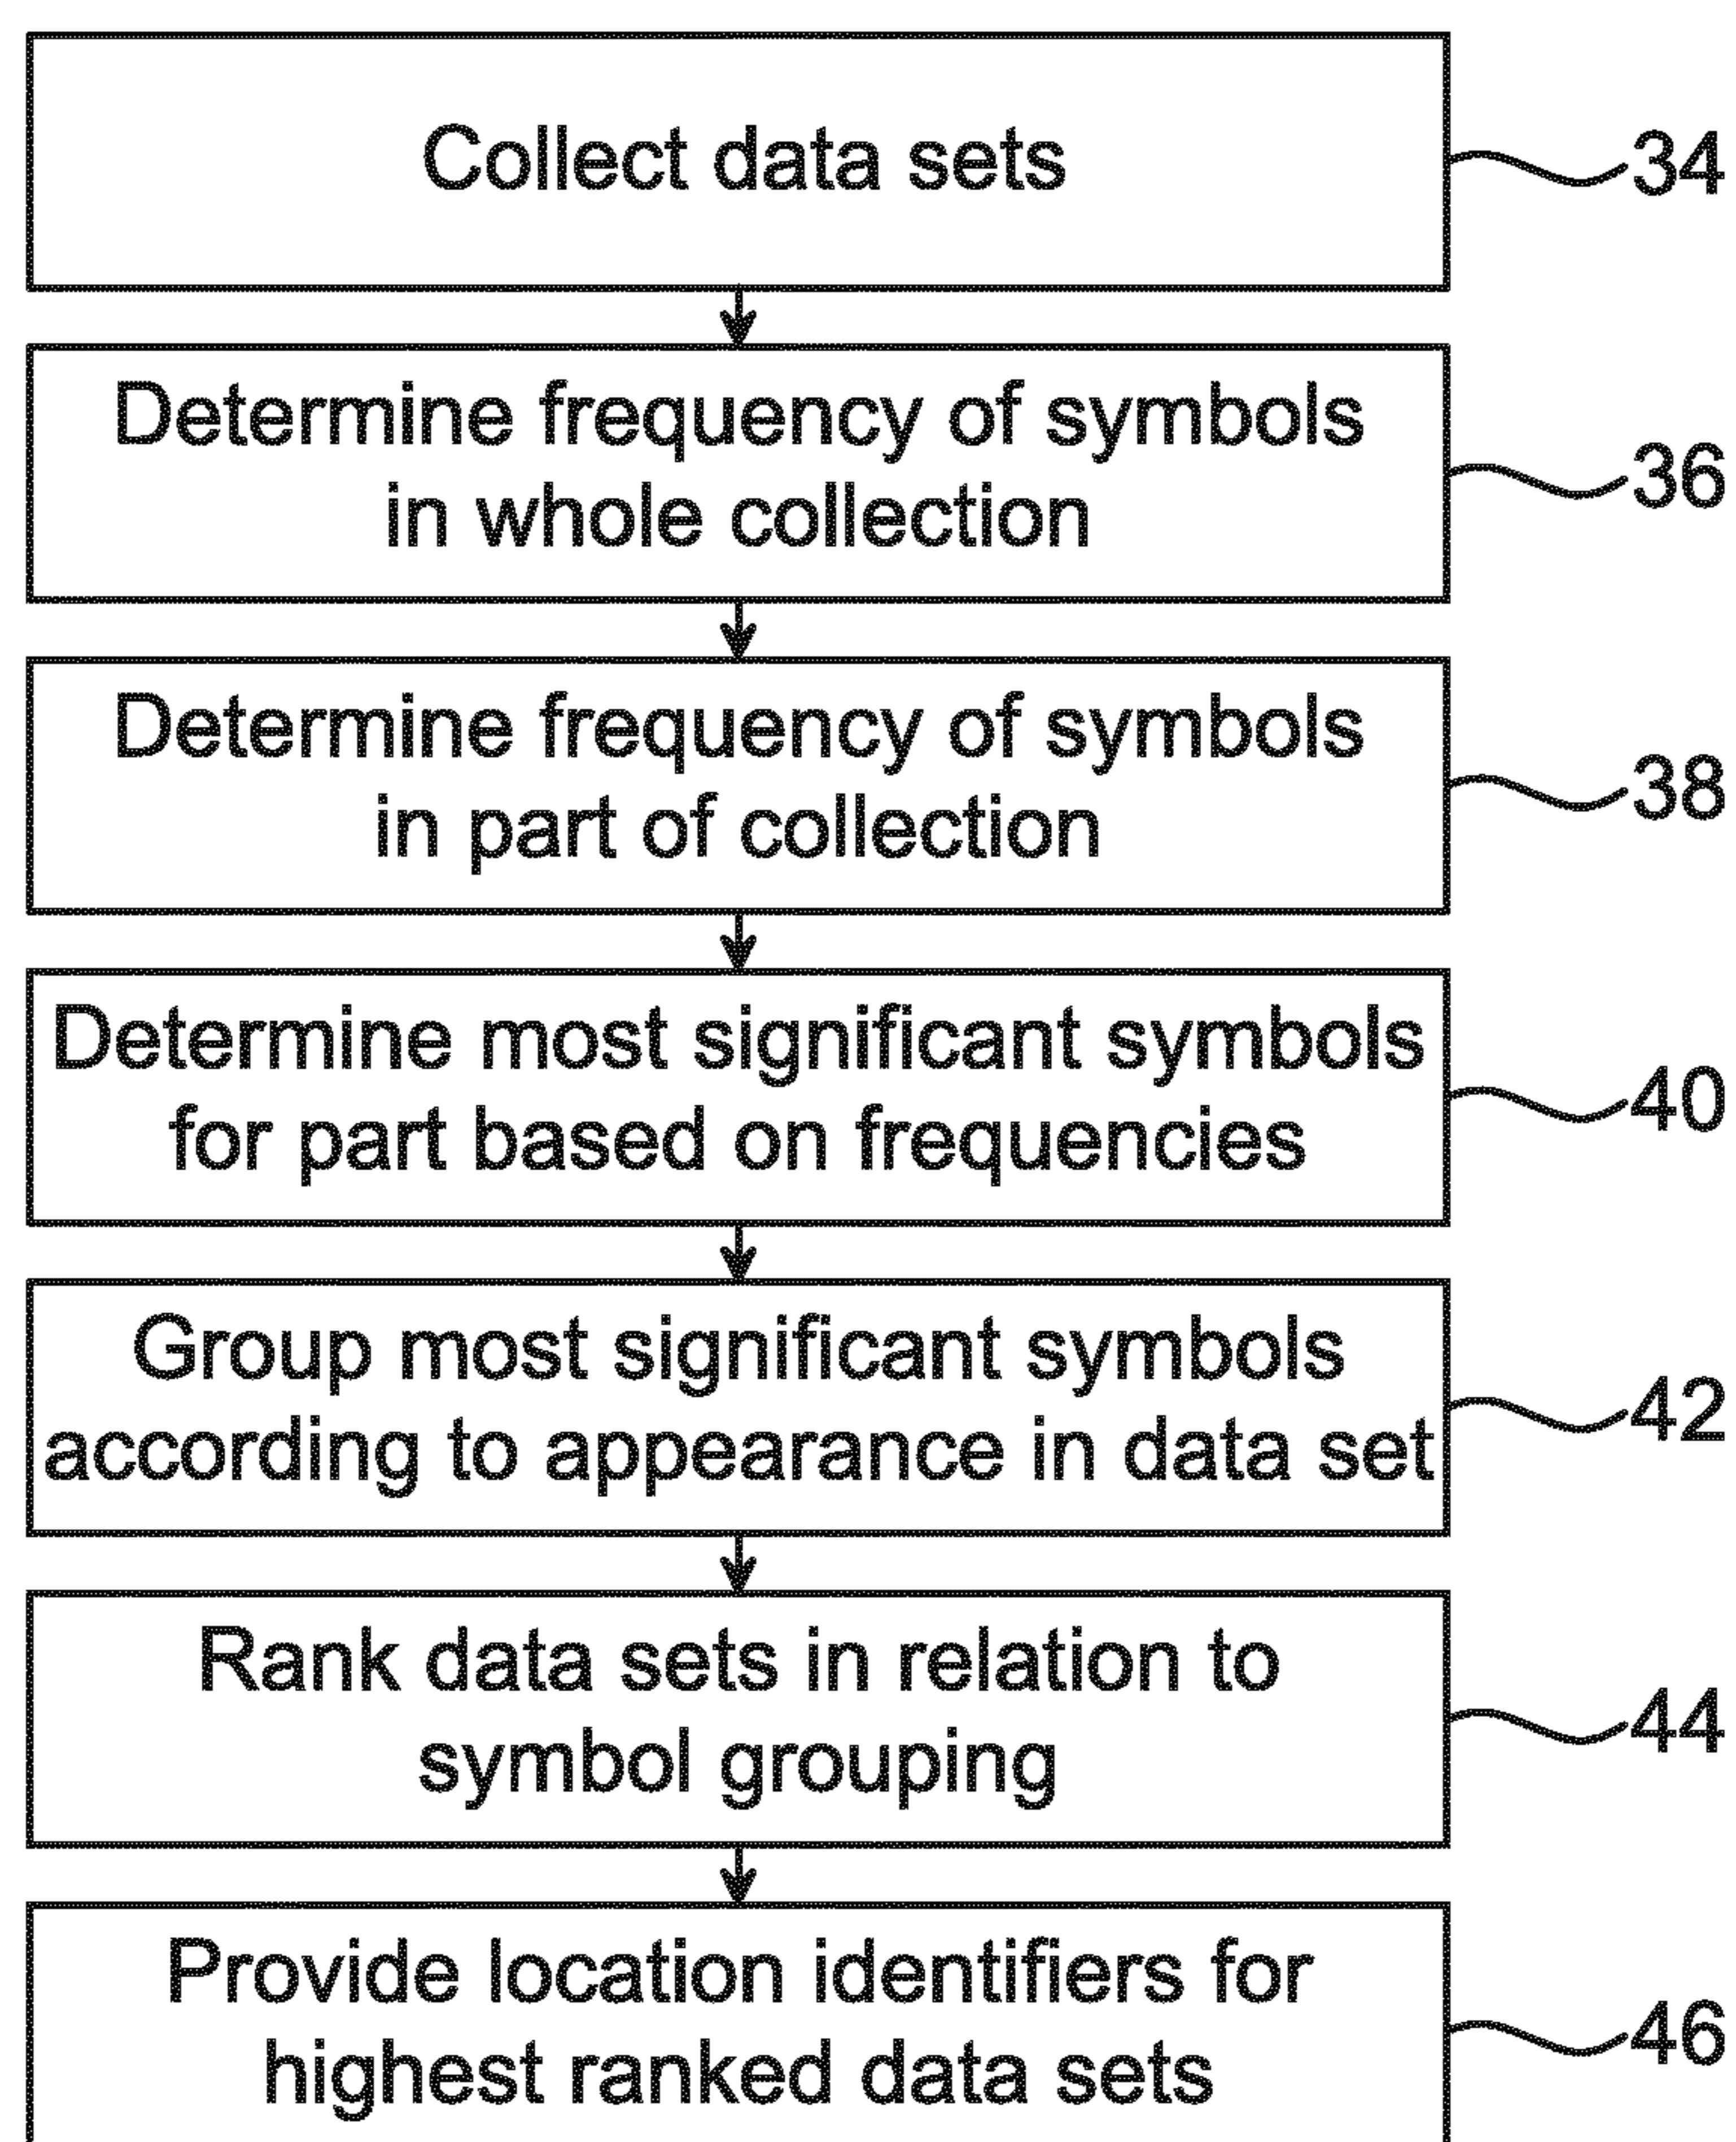 Collect data sets
34
Determine frequency of symbols
in whole collection
36
Determine frequency of symbols
in part of collection
38
Determine most significant symbols
for part based on frequencies
40
Group most significant symbols
according to appearance in data set
42
Rank data sets in relation to
symbol grouping
44
Provide location identifiers for
highest ranked data sets
46